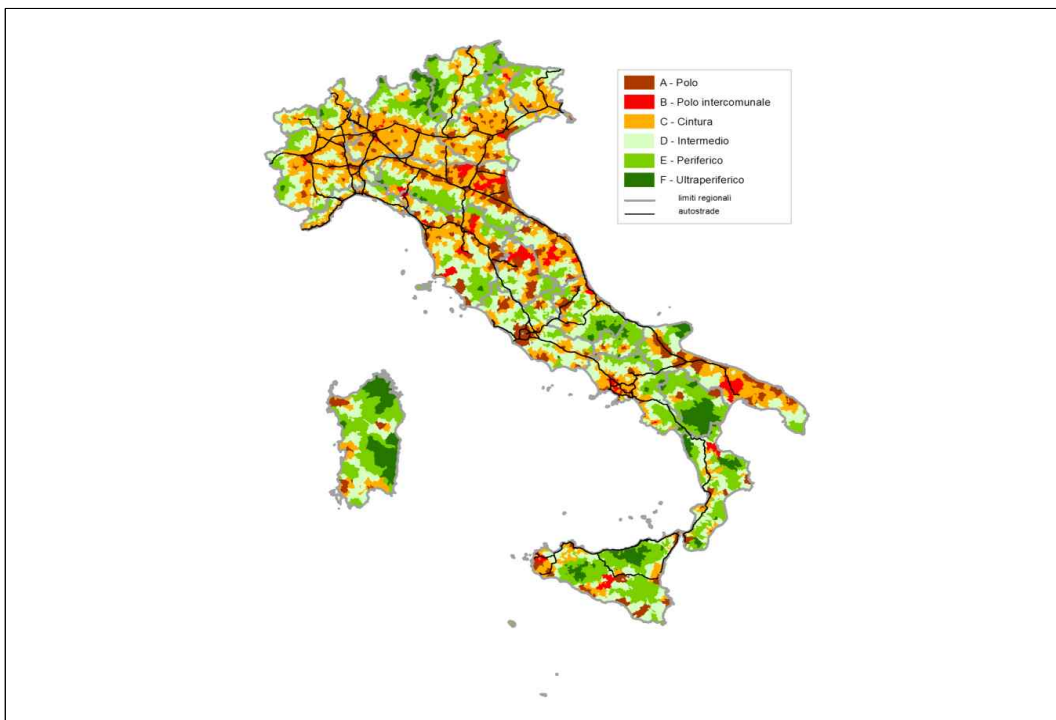 A - Polo
B - Polo intercomunale
C - Cintura
D - Intermedio
E - Periferico
F - Ultraperiferico
limiti regionali
autostrade